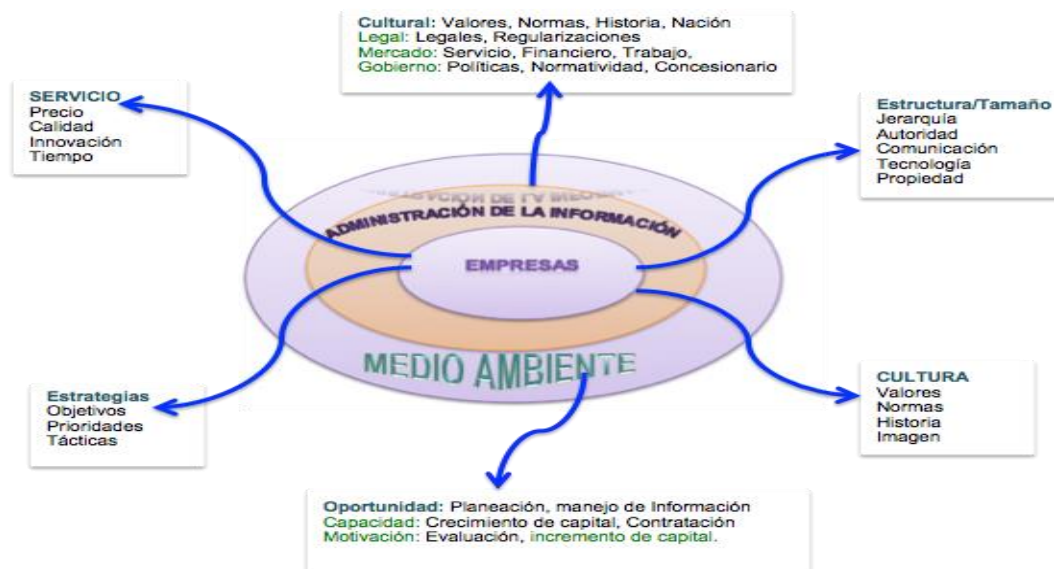 Cultural: Valores, Normas, Historia, Nación
Legal: Legales, Regularizaciones
Mercado: Servicio, Financiero, Trabajo,
Gobierno: Políticas, Normatividad, Concesionario
SERVICIO
Precio
Calidad
Innovación
Tiempo
Estructura/Tamaño
Jerarquía
Autoridad
Comunicación
Tecnología
Propiedad
ADMINISTRACIÓN DE LA INFORMACIÓN
EMPRESAS
MEDIO AMBIENTE
Estrategias
Objetivos
Prioridades
Tácticas
CULTURA
Valores
Normas
Historia
Imagen
Oportunidad: Planeación, manejo de Información
Capacidad: Crecimiento de capital, Contratación
Motivación: Evaluación, incremento de capital.